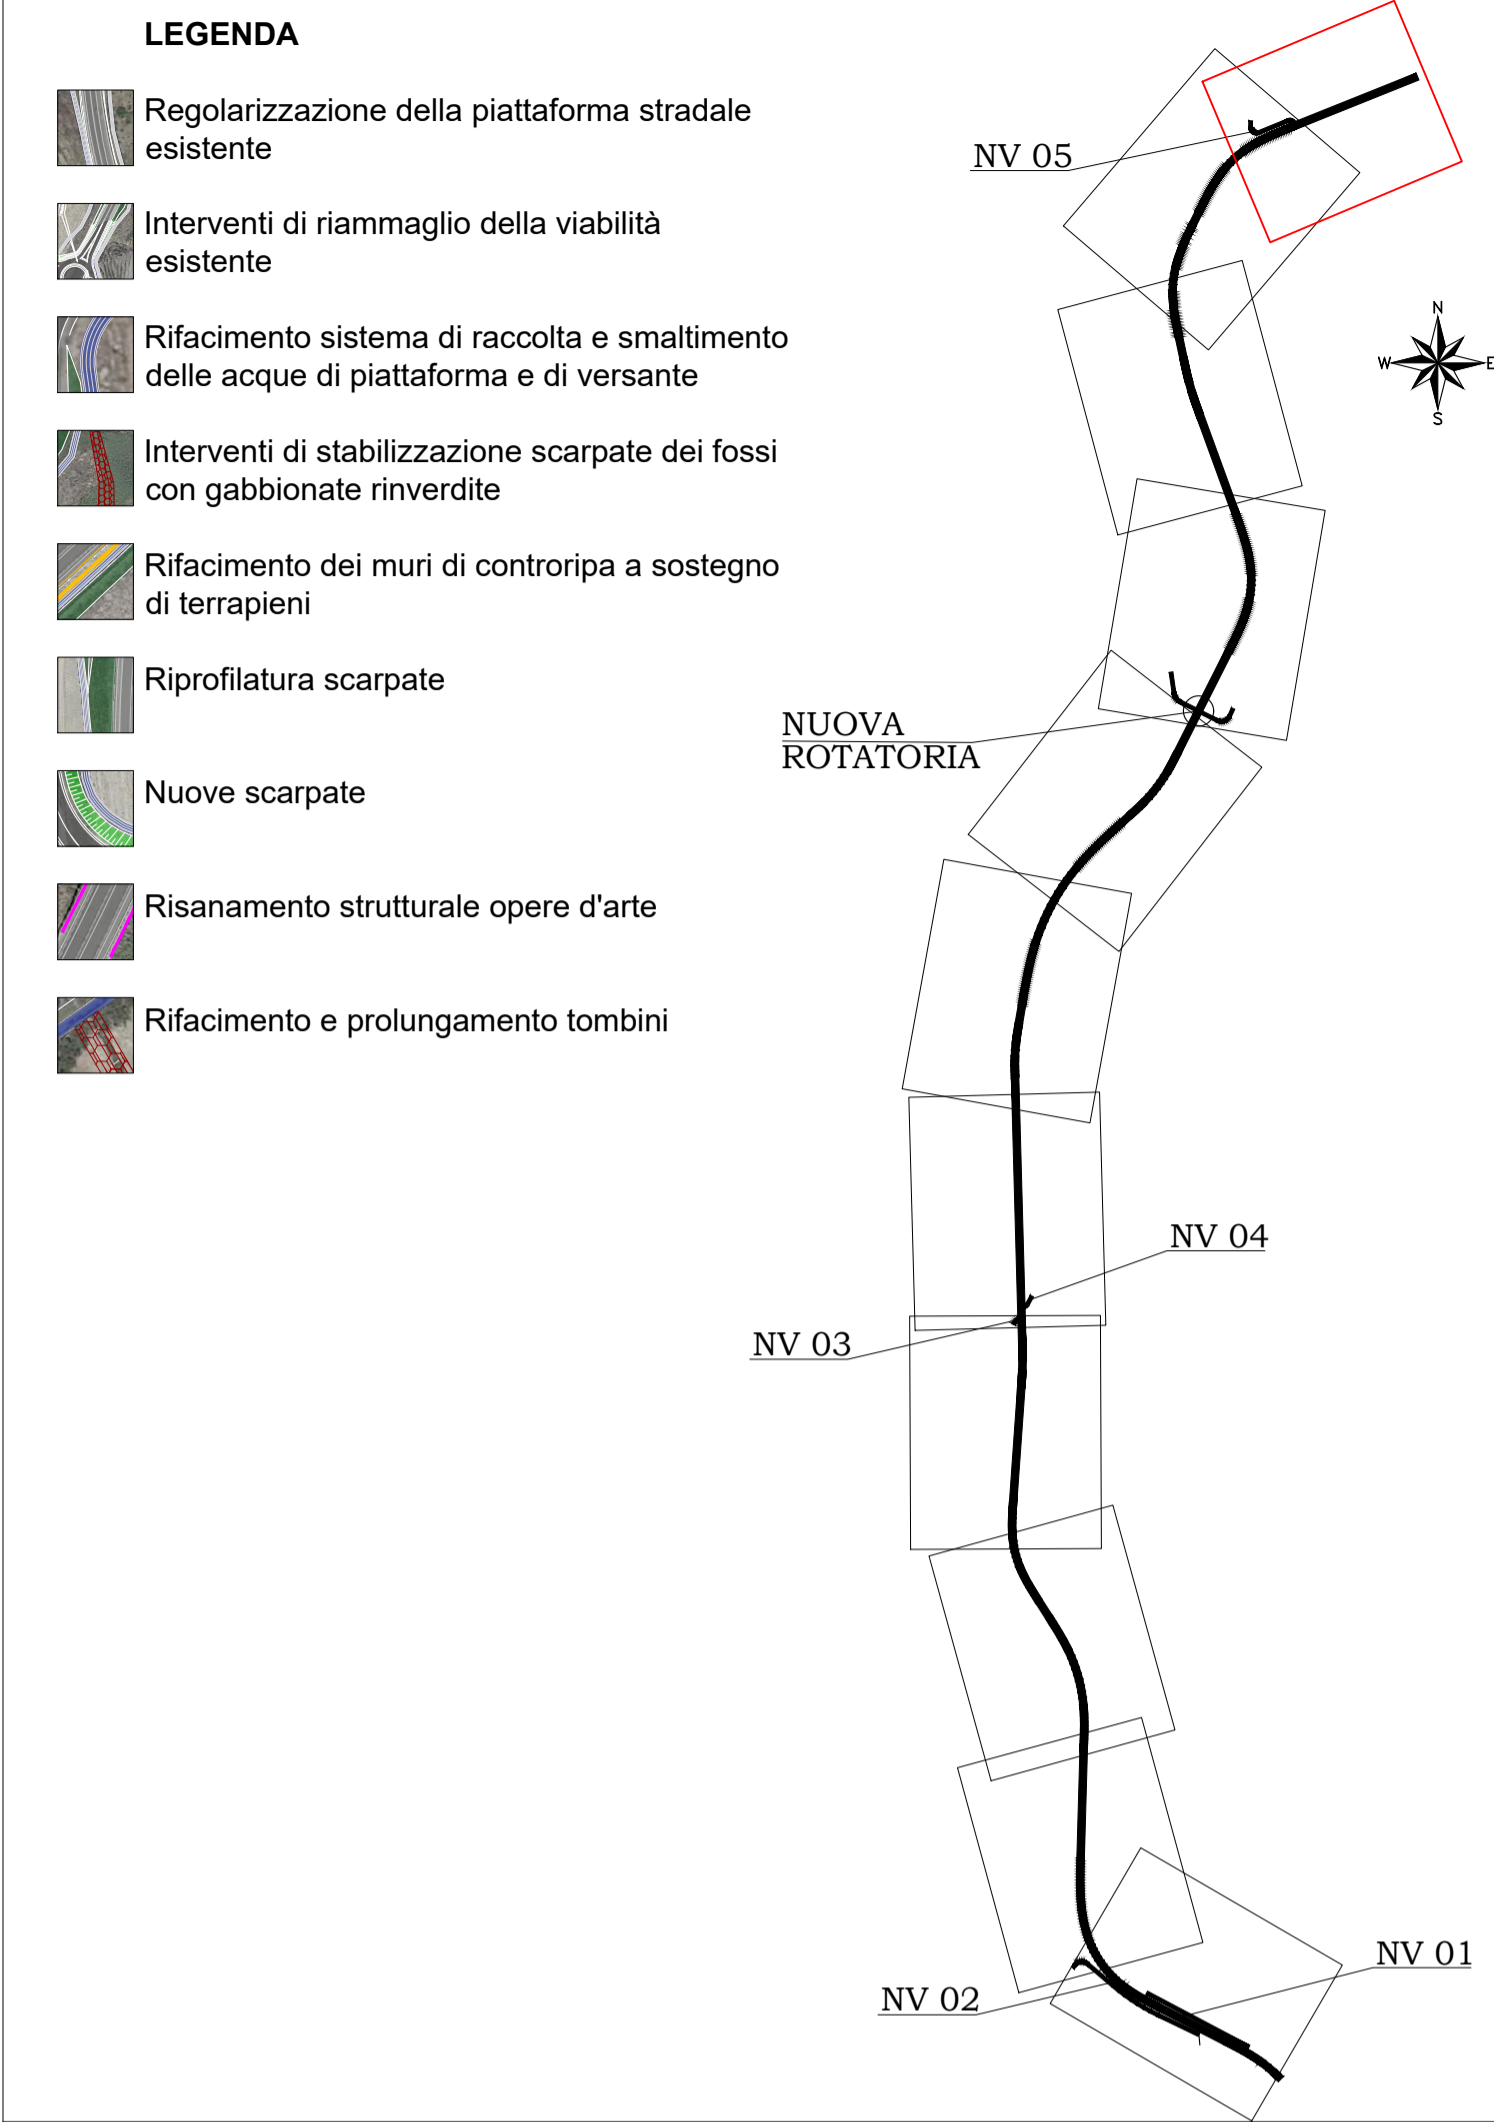 LEGENDA
Regolarizzazione della piattaforma stradale
esistente
Interventi di riammaglio della viabilità
esistente
Rifacimento sistema di raccolta e smaltimento
delle acque di piattaforma e di versante
Interventi di stabilizzazione scarpate dei fossi
con gabbionate rinverdite
Rifacimento dei muri di controripa a sostegno
di terrapieni
Riprofilatura scarpate
Nuove scarpate
Risanamento strutturale opere d'arte
Rifacimento e prolungamento tombini
NV 05
N
W
E
S
NUOVA
ROTATORIA
NV 04
NV 03
NV 01
NV 02